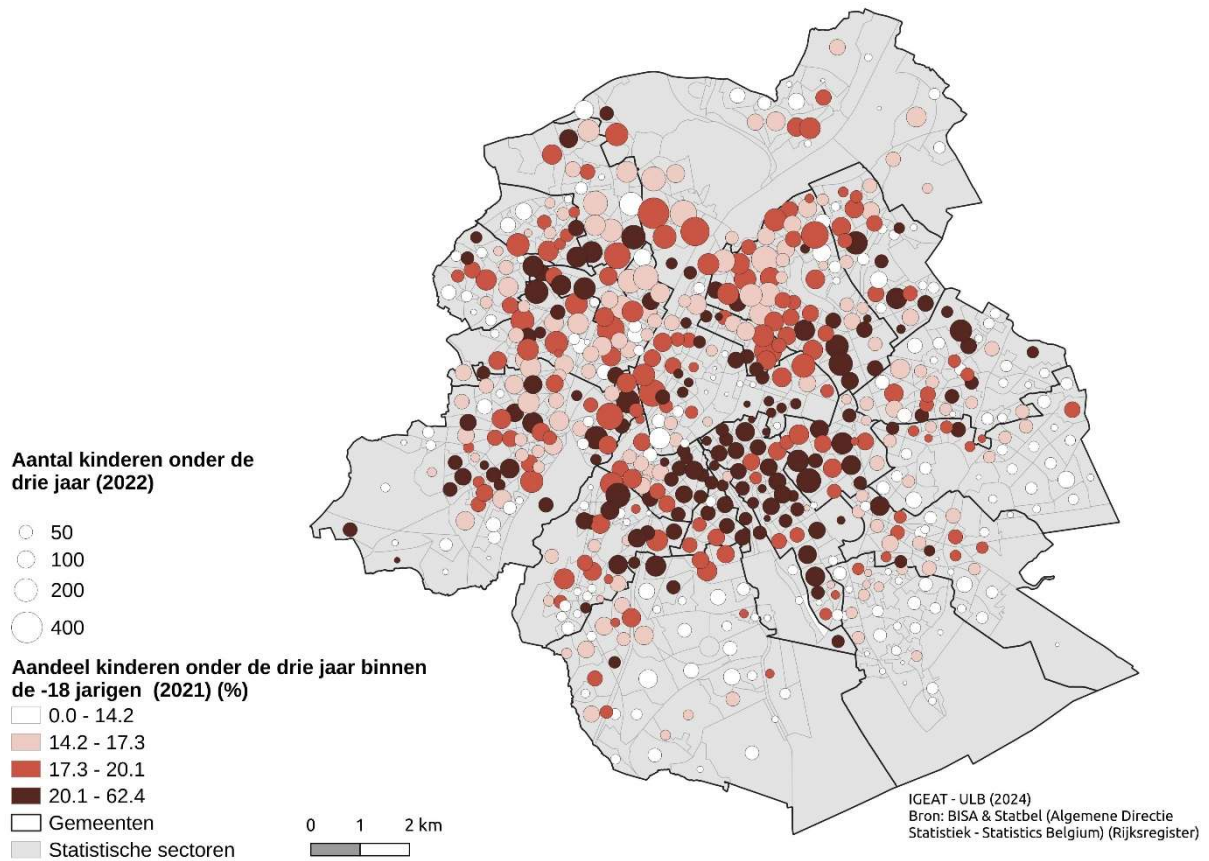 Aantal kinderen onder de
drie jaar (2022)
50
100
200
400
Aandeel kinderen onder de drie jaar binnen
de -18 jarigen (2021) (%)
0.0 - 14.2
14.2 - 17.3
17.3 - 20.1
20.1 - 62.4
Gemeenten
Statistische sectoren
0 1 2 km
IGEAT - ULB (2024)
Bron: BISA & Statbel (Algemene Directie
Statistiek - Statistics Belgium) (Rijksregister)